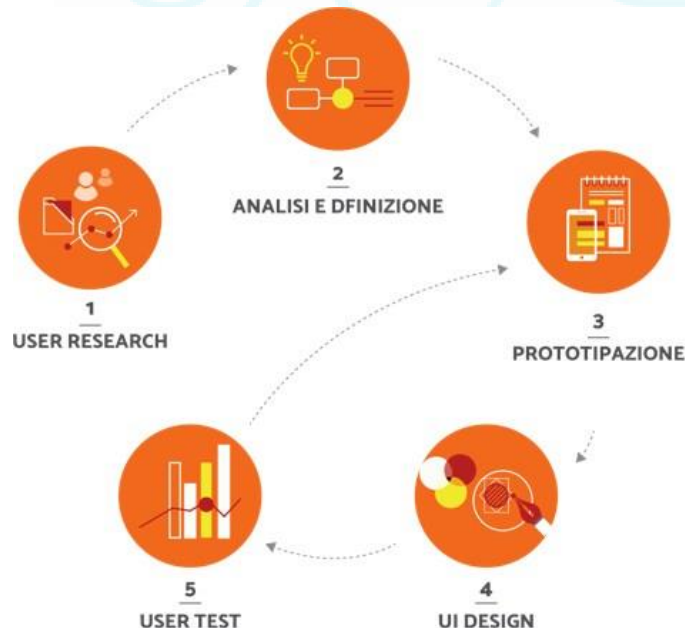 1
USER RESEARCH
2
ANALISI E DFINIZIONE
3
PROTOTIPAZIONE
4
UI DESIGN
5
USER TEST